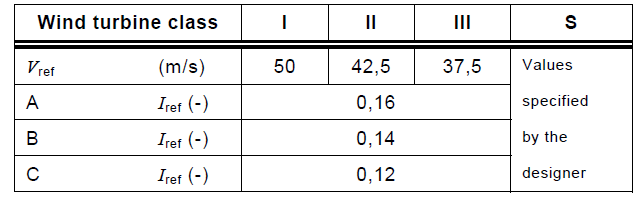 Wind turbine class I II III S
Vref (m/s) 50 42,5 37,5 Values
A Iref (-) 0,16 specified
B Iref (-) 0,14 by the
C Iref (-) 0,12 designer